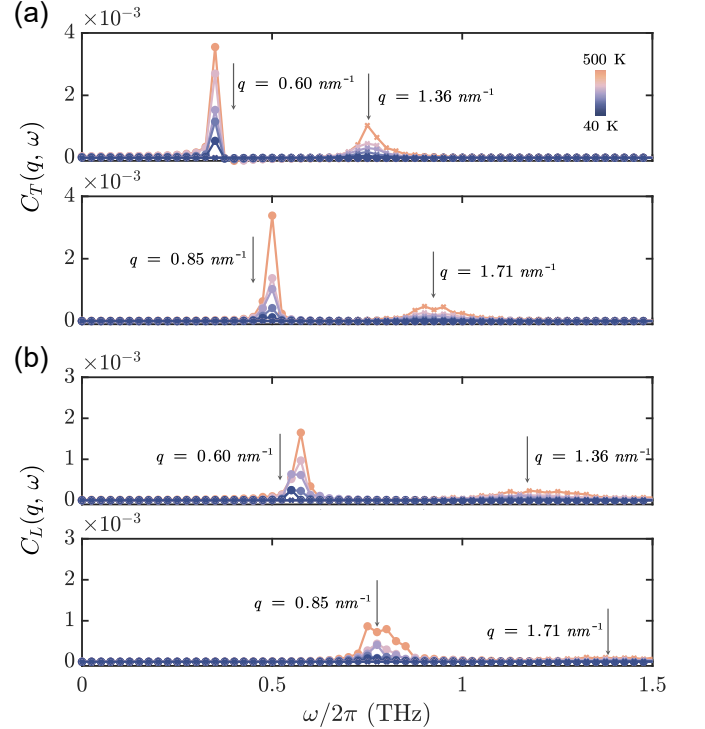 (a)
×10⁻³
4
2
0
C_T(q, ω)
q = 0.60 nm⁻¹
q = 1.36 nm⁻¹
500 K
40 K
×10⁻³
4
2
0
q = 0.85 nm⁻¹
q = 1.71 nm⁻¹
(b)
×10⁻³
3
2
1
0
C_L(q, ω)
q = 0.60 nm⁻¹
q = 1.36 nm⁻¹
×10⁻³
3
2
1
0
q = 0.85 nm⁻¹
q = 1.71 nm⁻¹
0 0.5 1 1.5
ω/2π (THz)